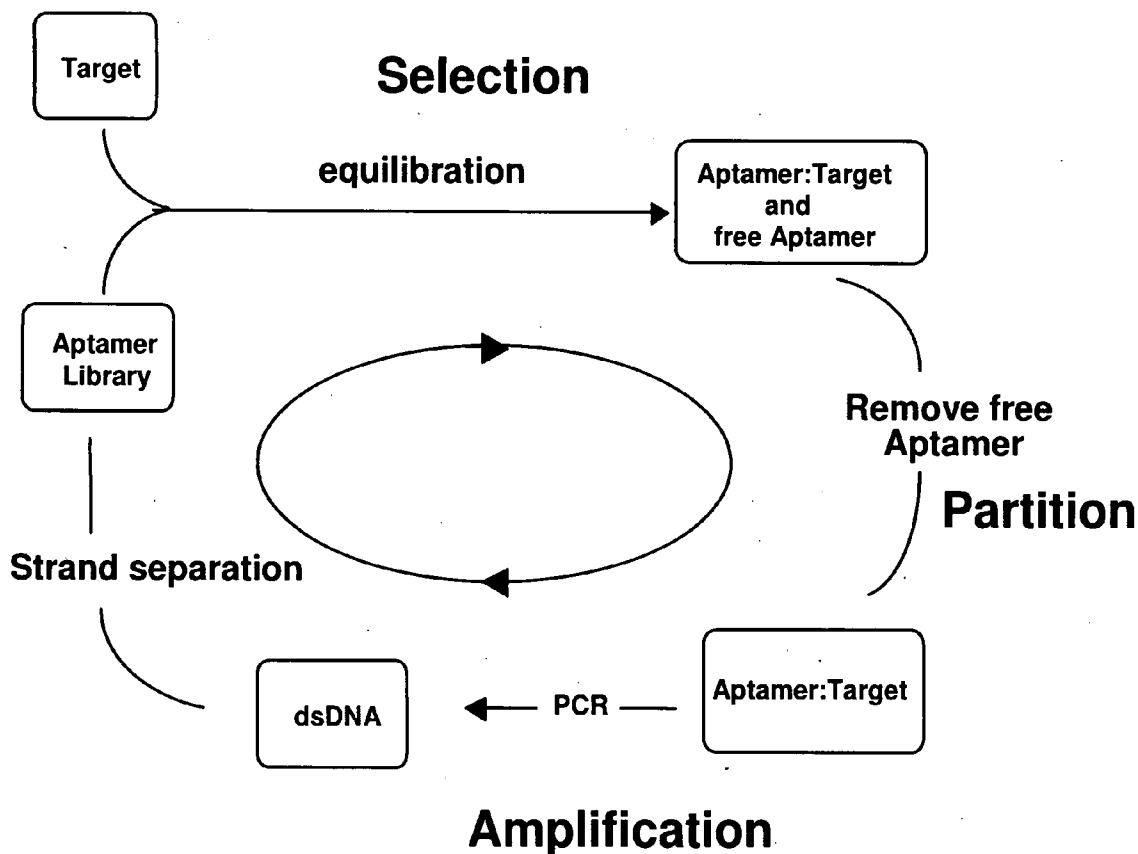 Target
Selection
equilibration
Aptamer:Target
and
free Aptamer
Aptamer
Library
Remove free
Aptamer
Partition
Strand separation
Aptamer:Target
PCR
dsDNA
Amplification